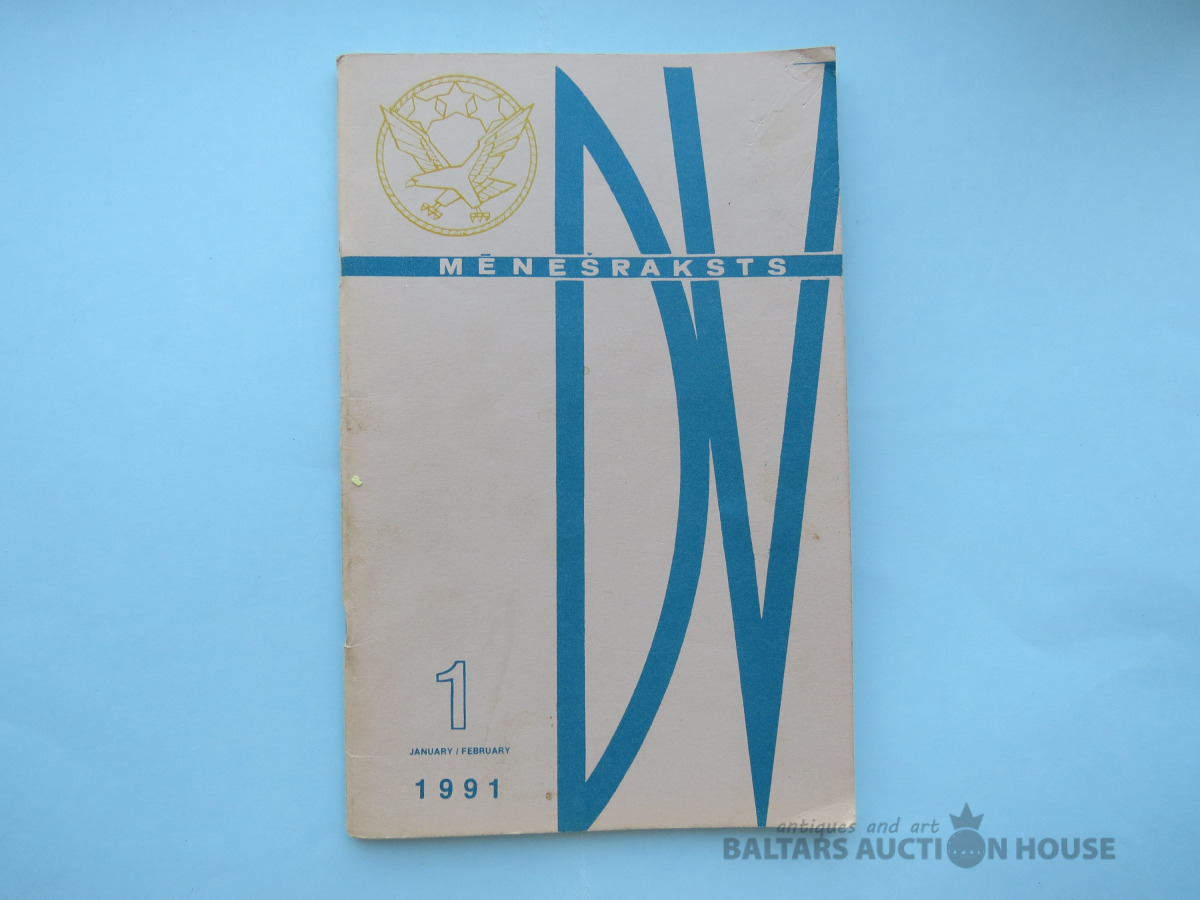 DV
MĒNEŠRAKSTS
1
JANUARY / FEBRUARY
1991
antiques and art
BALTARS AUCTION HOUSE